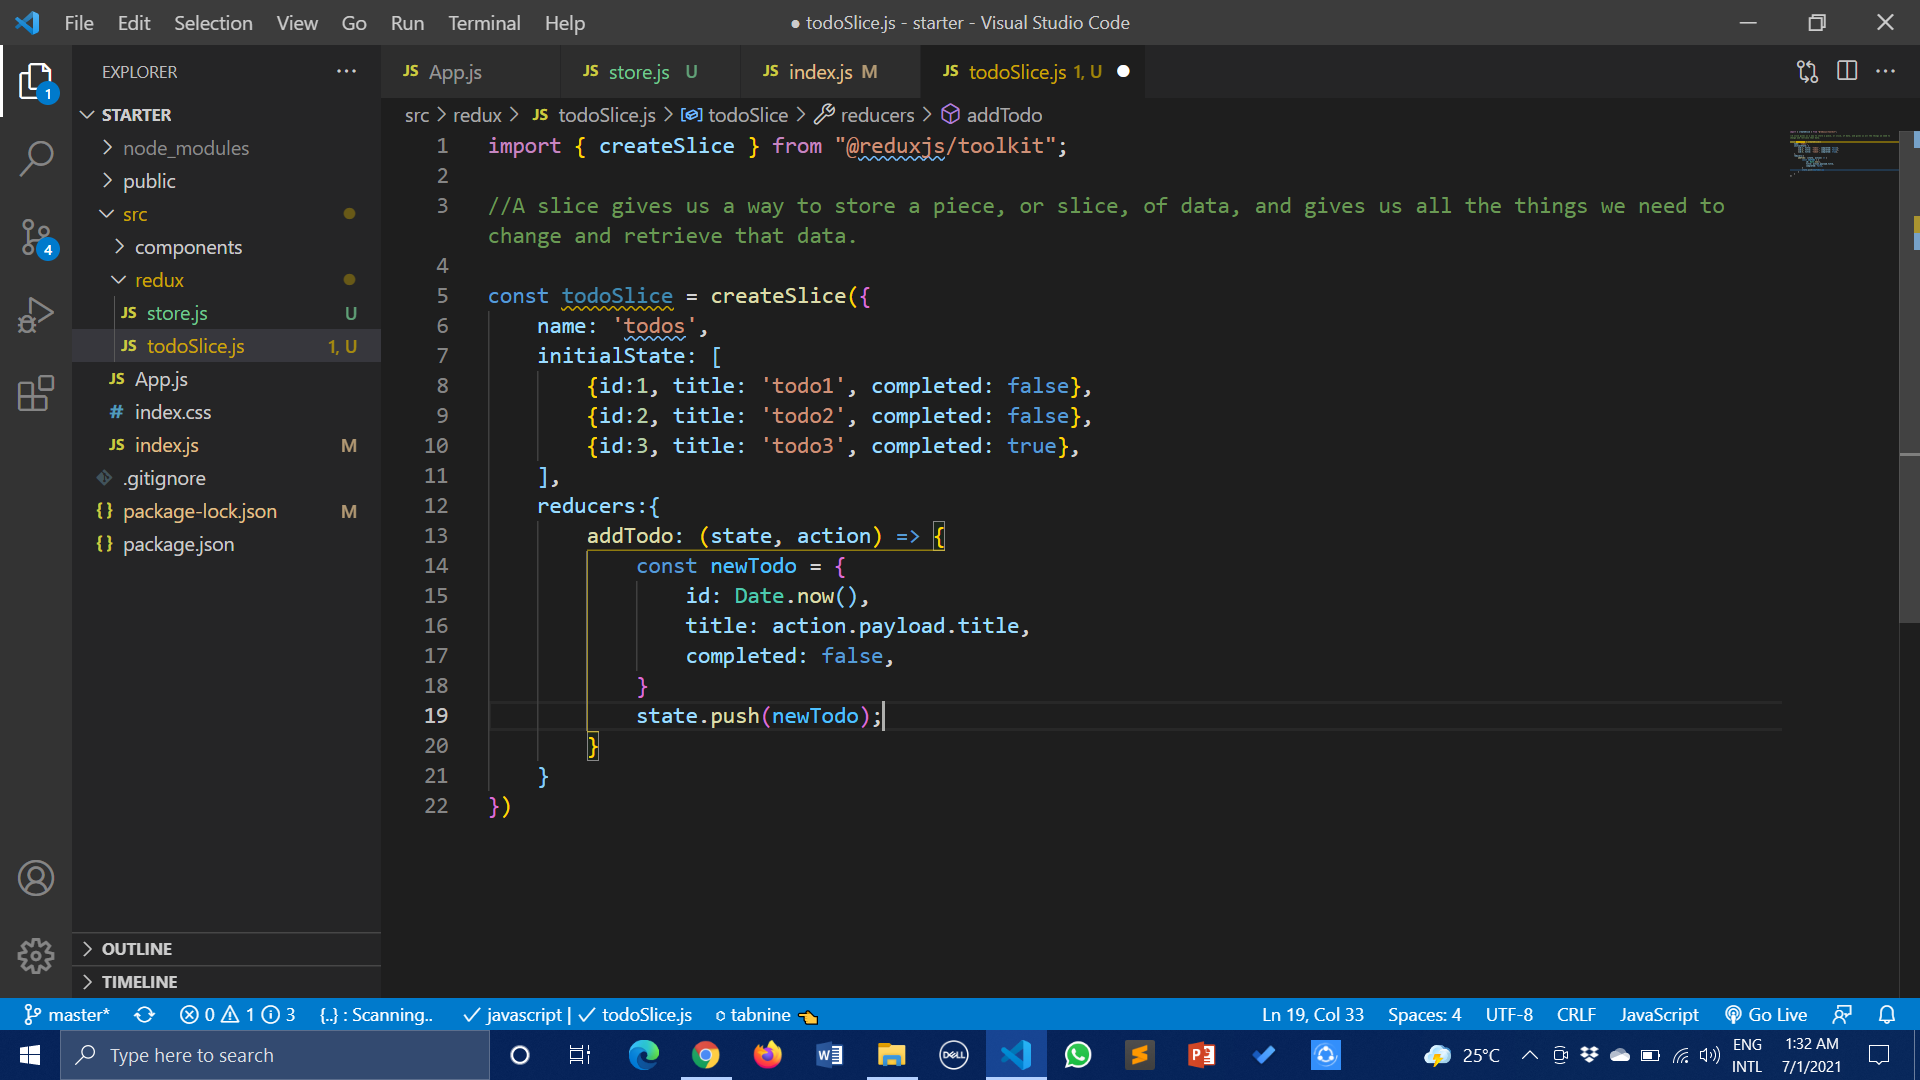 File Edit Selection View Go Run Terminal Help
● todoSlice.js - starter - Visual Studio Code
EXPLORER
JS App.js
JS store.js U
JS index.js M
JS todoSlice.js 1, U
src > redux > JS todoSlice.js > todoSlice > reducers > addTodo
1
4
STARTER
node_modules
public
src
components
redux
JS store.js U
JS todoSlice.js 1, U
JS App.js
# index.css
JS index.js M
.gitignore
{} package-lock.json M
{} package.json
OUTLINE
TIMELINE
1 import { createSlice } from "@reduxjs/toolkit";
2
3 //A slice gives us a way to store a piece, or slice, of data, and gives us all the things we need to
change and retrieve that data.
4
5 const todoSlice = createSlice({
6 name: 'todos',
7 initialState: [
8 {id:1, title: 'todo1', completed: false},
9 {id:2, title: 'todo2', completed: false},
10 {id:3, title: 'todo3', completed: true},
11 ],
12 reducers:{
13 addTodo: (state, action) => {
14 const newTodo = {
15 id: Date.now(),
16 title: action.payload.title,
17 completed: false,
18 }
19 state.push(newTodo);
20 }
21 }
22 })
master* 0 1 3 {..} : Scanning.. javascript | todoSlice.js tabnine
Ln 19, Col 33 Spaces: 4 UTF-8 CRLF JavaScript Go Live
Type here to search
DELL
25°C
ENG
INTL
1:32 AM
7/1/2021